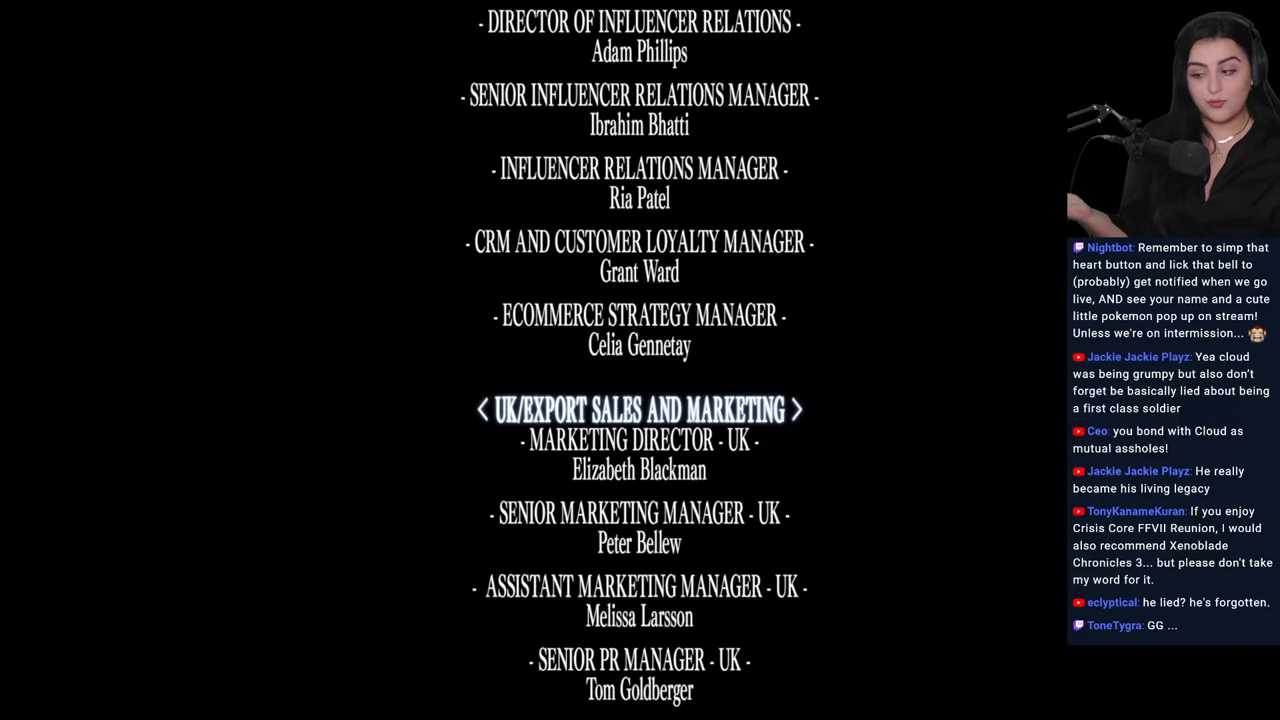 - DIRECTOR OF INFLUENCER RELATIONS -
Adam Phillips
- SENIOR INFLUENCER RELATIONS MANAGER -
Ibrahim Bhatti
- INFLUENCER RELATIONS MANAGER -
Ria Patel
- CRM AND CUSTOMER LOYALTY MANAGER -
Grant Ward
- ECOMMERCE STRATEGY MANAGER -
Celia Gennetay
< UK/EXPORT SALES AND MARKETING >
- MARKETING DIRECTOR - UK -
Elizabeth Blackman
- SENIOR MARKETING MANAGER - UK -
Peter Bellew
- ASSISTANT MARKETING MANAGER - UK -
Melissa Larsson
- SENIOR PR MANAGER - UK -
Tom Goldberger
Nightbot: Remember to simp that
heart button and lick that bell to
(probably) get notified when we go
live, AND see your name and a cute
little pokemon pop up on stream!
Unless we're on intermission...
Jackie Jackie Playz: Yea cloud
was being grumpy but also don't
forget be basically lied about being
a first class soldier
Ceo: you bond with Cloud as
mutual assholes!
Jackie Jackie Playz: He really
became his living legacy
TonyKanameKuran: If you enjoy
Crisis Core FFVII Reunion, I would
also recommend Xenoblade
Chronicles 3... but please don't take
my word for it.
eclyptical: he lied? he's forgotten.
ToneTygra: GG ...